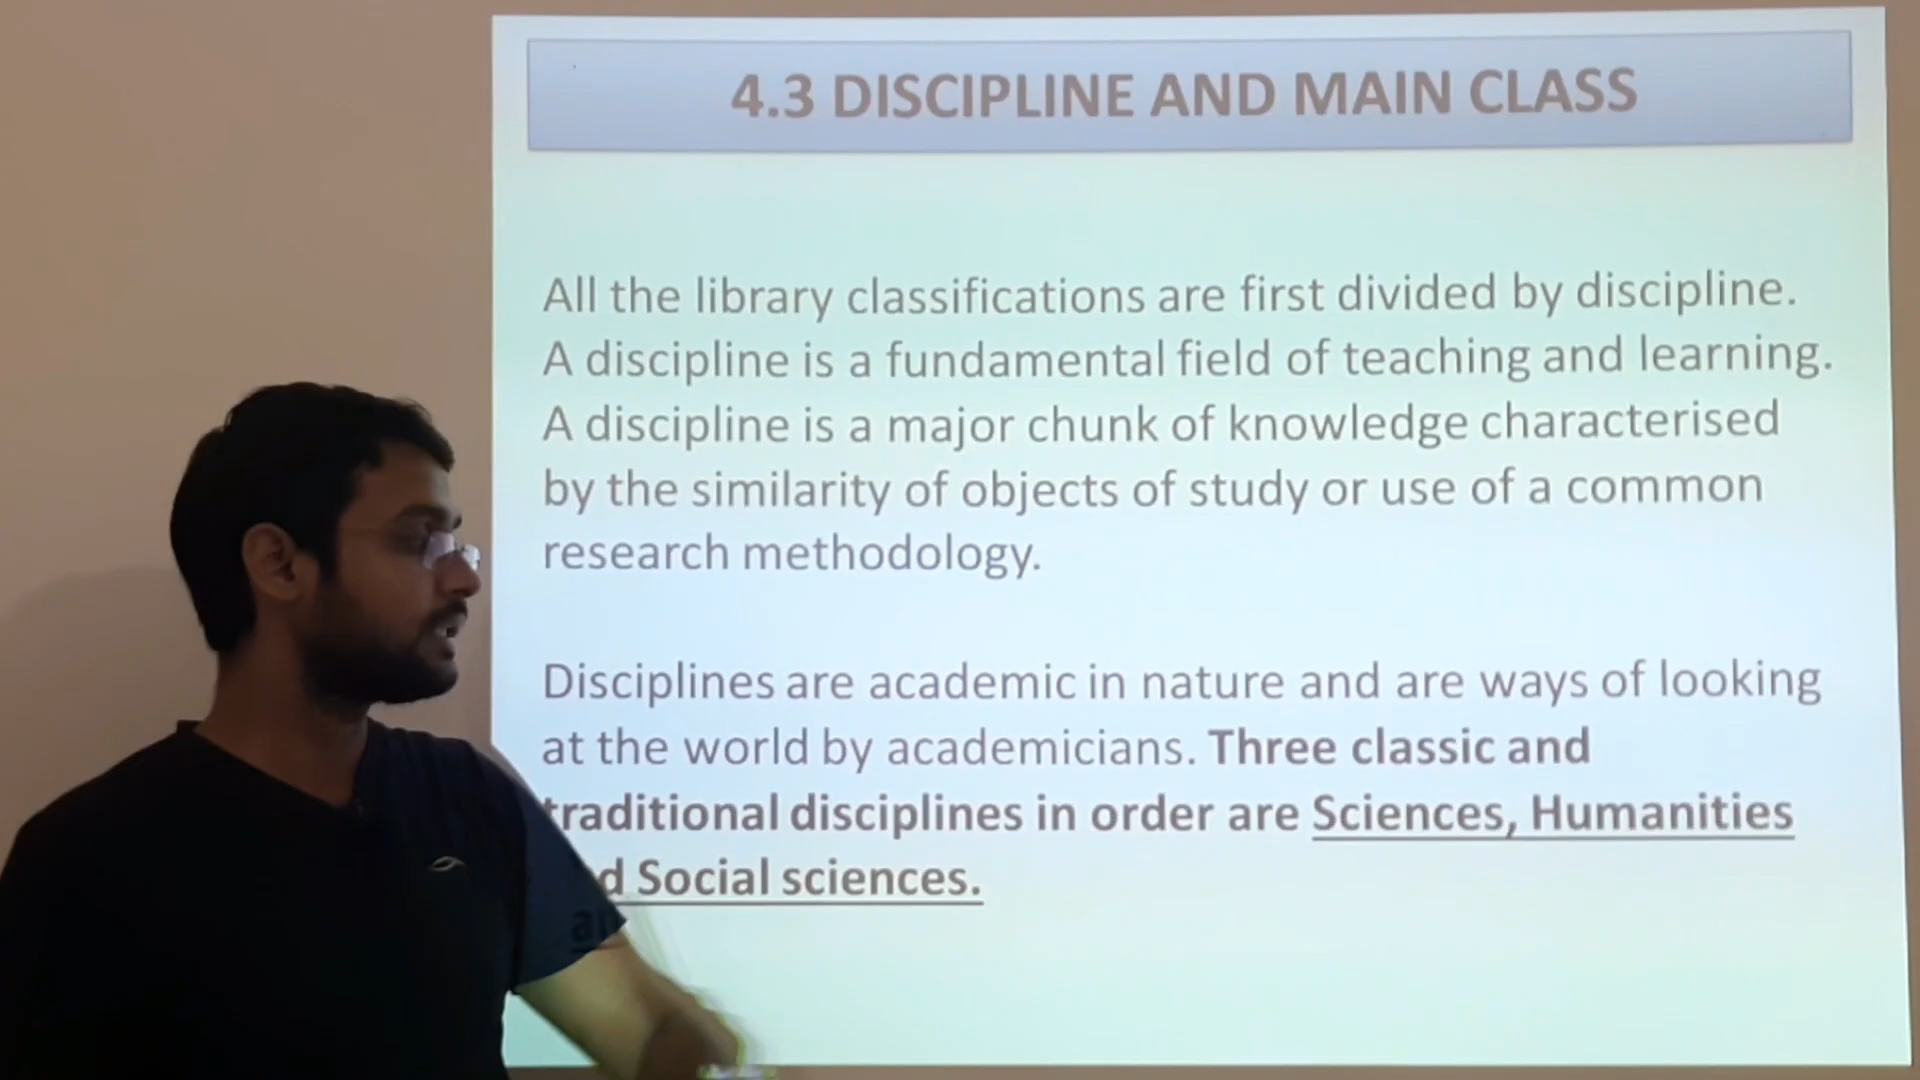 4.3 DISCIPLINE AND MAIN CLASS
All the library classifications are first divided by discipline.
A discipline is a fundamental field of teaching and learning.
A discipline is a major chunk of knowledge characterised
by the similarity of objects of study or use of a common
research methodology.
Disciplines are academic in nature and are ways of looking
at the world by academicians. Three classic and
traditional disciplines in order are Sciences, Humanities
and Social sciences.